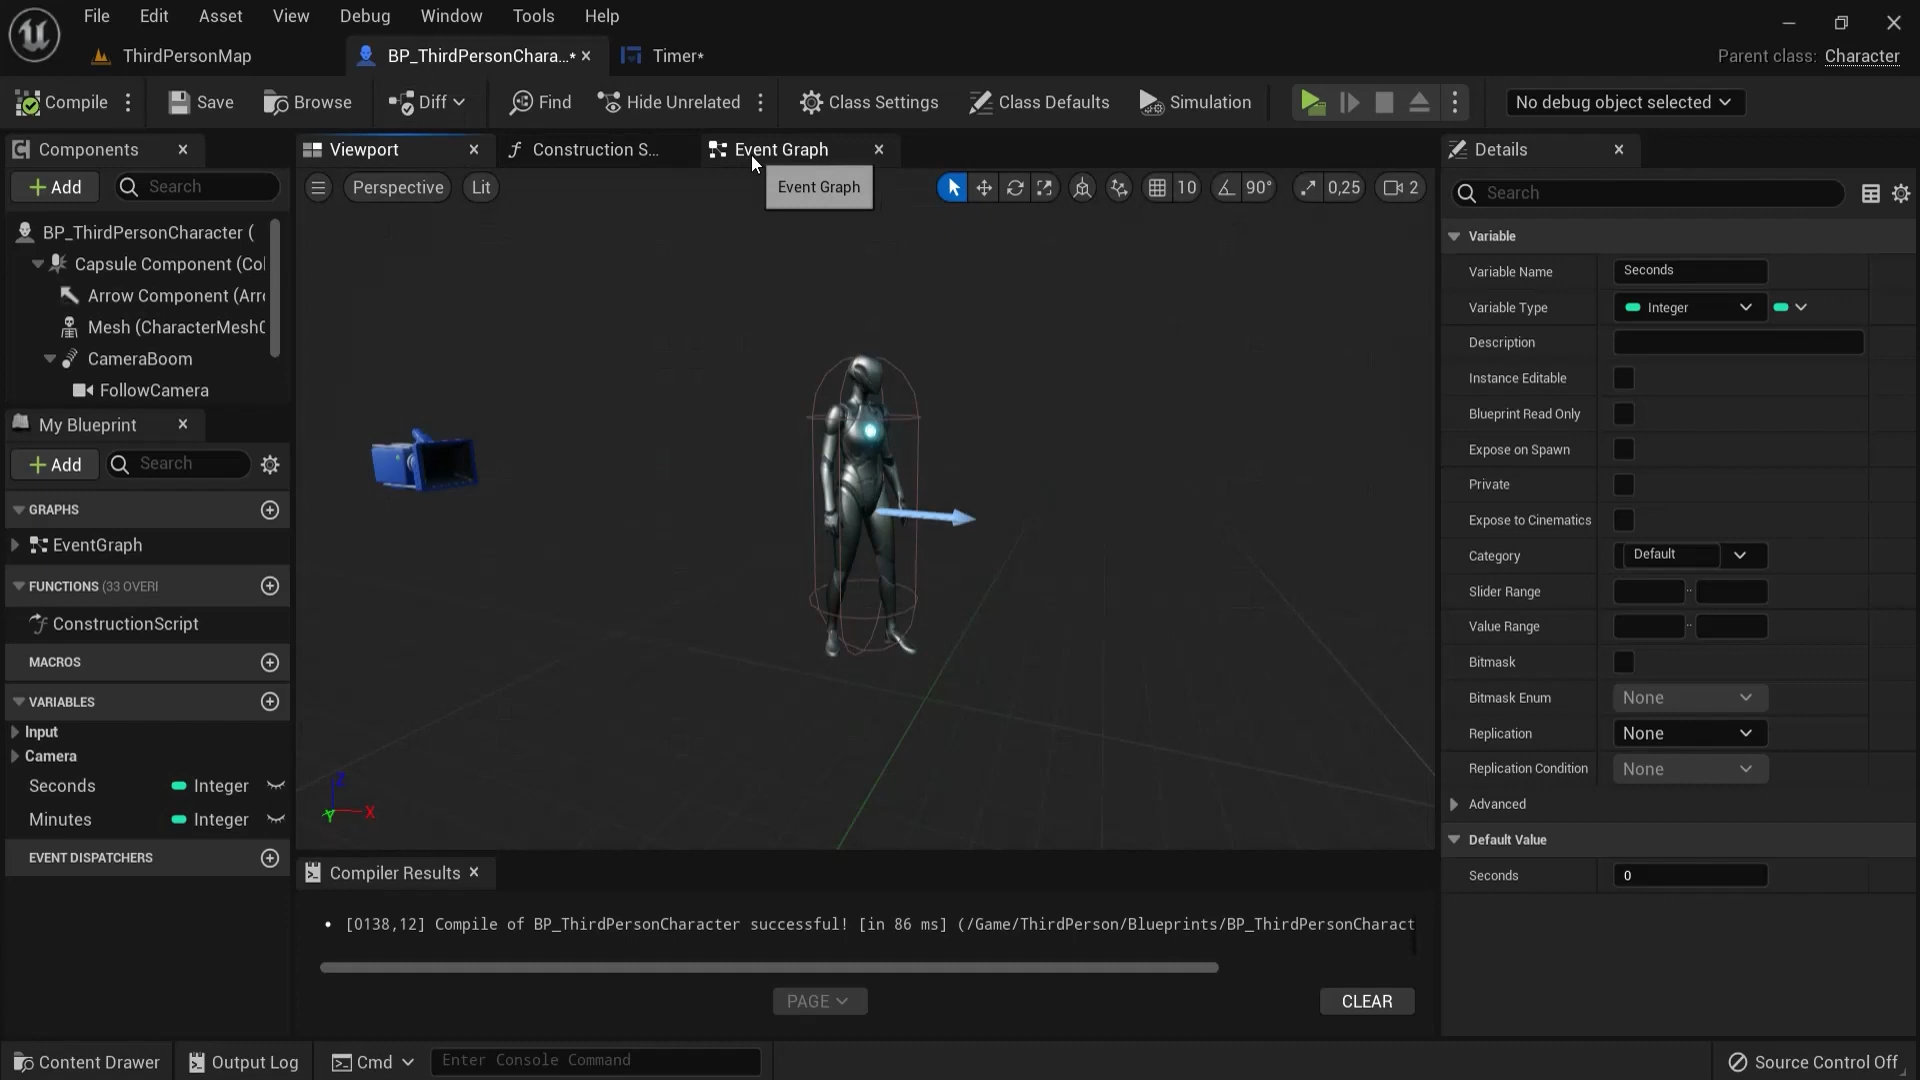 File Edit Asset View Debug Window Tools Help
ThirdPersonMap BP_ThirdPersonChara...* Timer* Parent class: Character
Compile Save Browse Diff Find Hide Unrelated Class Settings Class Defaults Simulation No debug object selected
Components Viewport Construction S... Event Graph Details
Add Search Perspective Lit Event Graph 10 90° 0,25 2 Search
BP_ThirdPersonCharacter (
Capsule Component (Col
Arrow Component (Arr
Mesh (CharacterMesh
CameraBoom
FollowCamera
My Blueprint
Add Search
GRAPHS
EventGraph
FUNCTIONS (33 OVERI
ConstructionScript
MACROS
VARIABLES
Input
Camera
Seconds Integer
Minutes Integer
EVENT DISPATCHERS
X
Y
Z
Compiler Results
[0138,12] Compile of BP_ThirdPersonCharacter successful! [in 86 ms] (/Game/ThirdPerson/Blueprints/BP_ThirdPersonCharact
PAGE CLEAR
Variable
Variable Name Seconds
Variable Type Integer
Description
Instance Editable
Blueprint Read Only
Expose on Spawn
Private
Expose to Cinematics
Category Default
Slider Range ..
Value Range ..
Bitmask
Bitmask Enum None
Replication None
Replication Condition None
Advanced
Default Value
Seconds 0
Content Drawer Output Log Cmd Enter Console Command Source Control Off